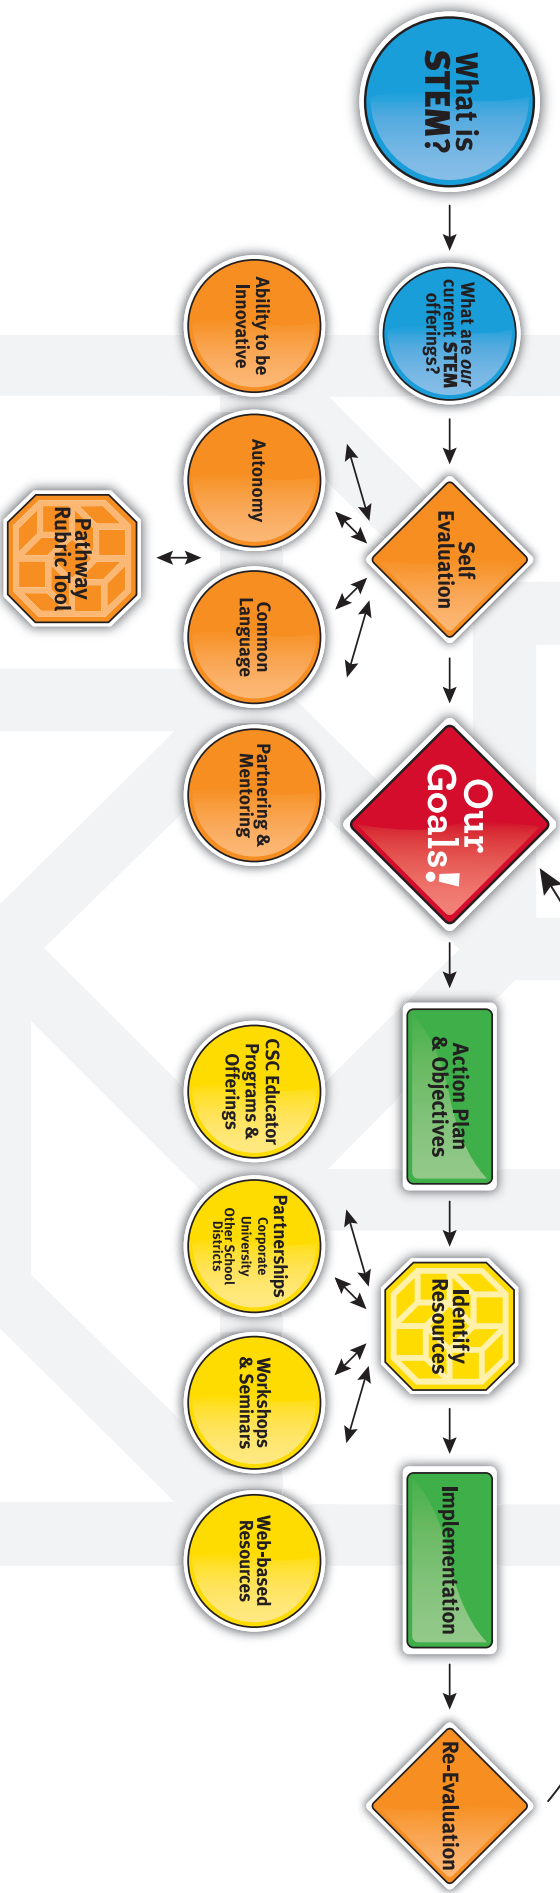 What is
STEM?
What are our
current STEM
offerings?
Self
Evaluation
Ability to be
Innovative
Autonomy
Common
Language
Partnering &
Mentoring
Pathway
Rubric Tool
Our
Goals!
Action Plan
& Objectives
Identify
Resources
CSC Educator
Programs &
Offerings
Partnerships
Corporate
University
Other School
Districts
Workshops
& Seminars
Web-based
Resources
Implementation
Re-Evaluation